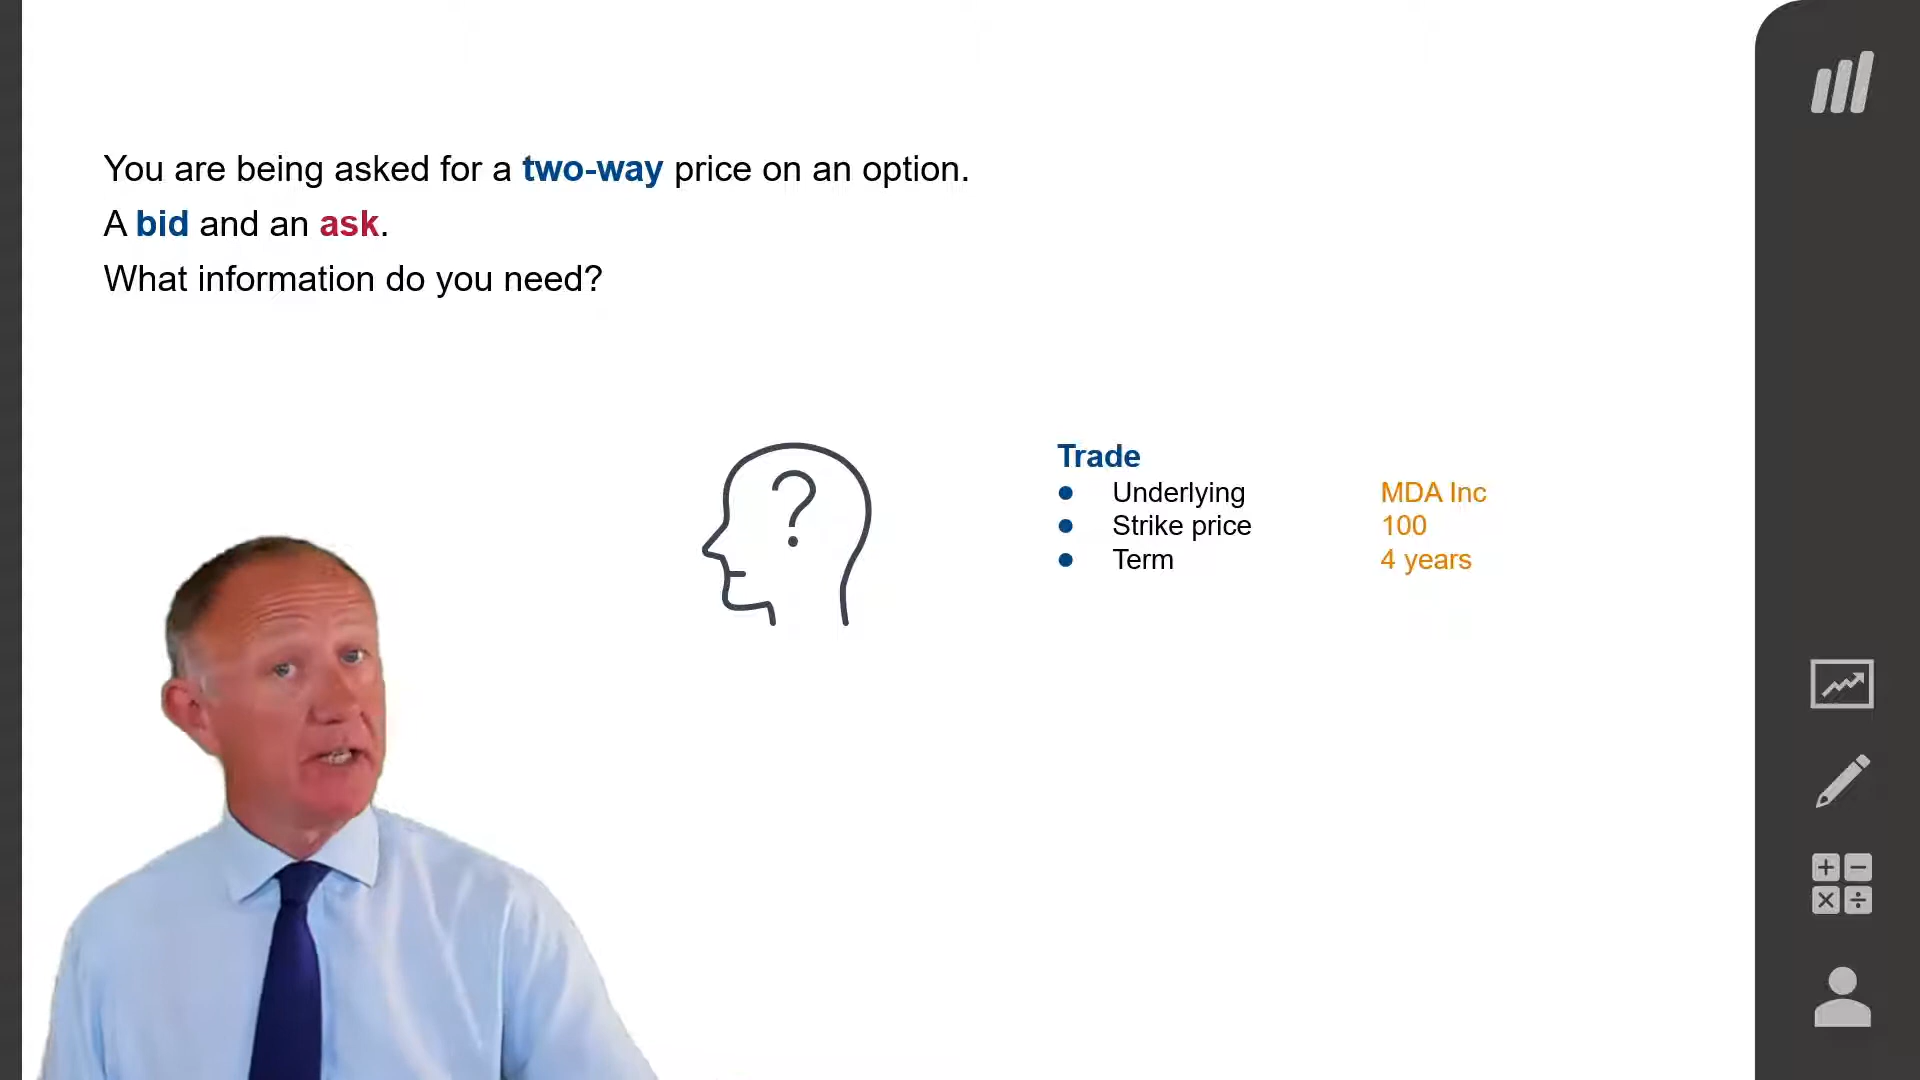 You are being asked for a two-way price on an option.
A bid and an ask.
What information do you need?
?
Trade
● Underlying MDA Inc
● Strike price 100
● Term 4 years